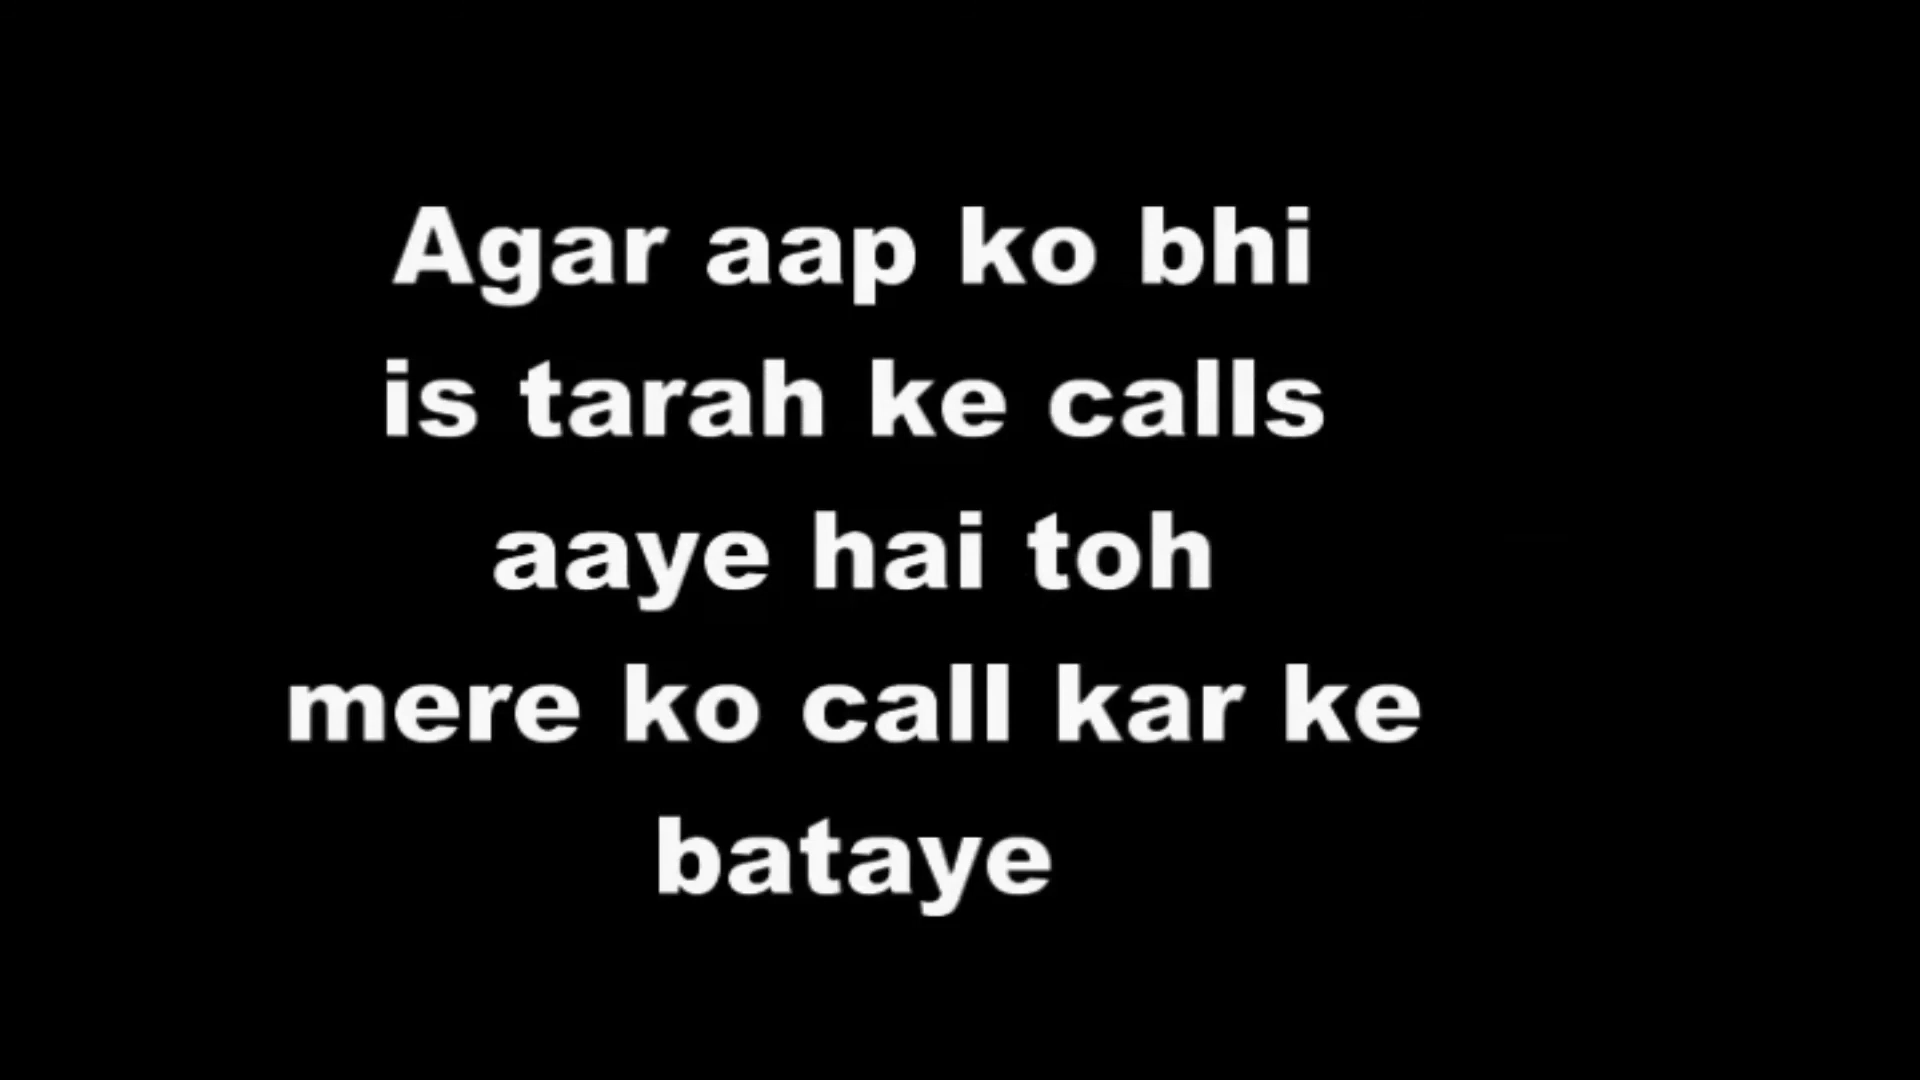 Agar aap ko bhi
is tarah ke calls
aaye hai toh
mere ko call kar ke
bataye